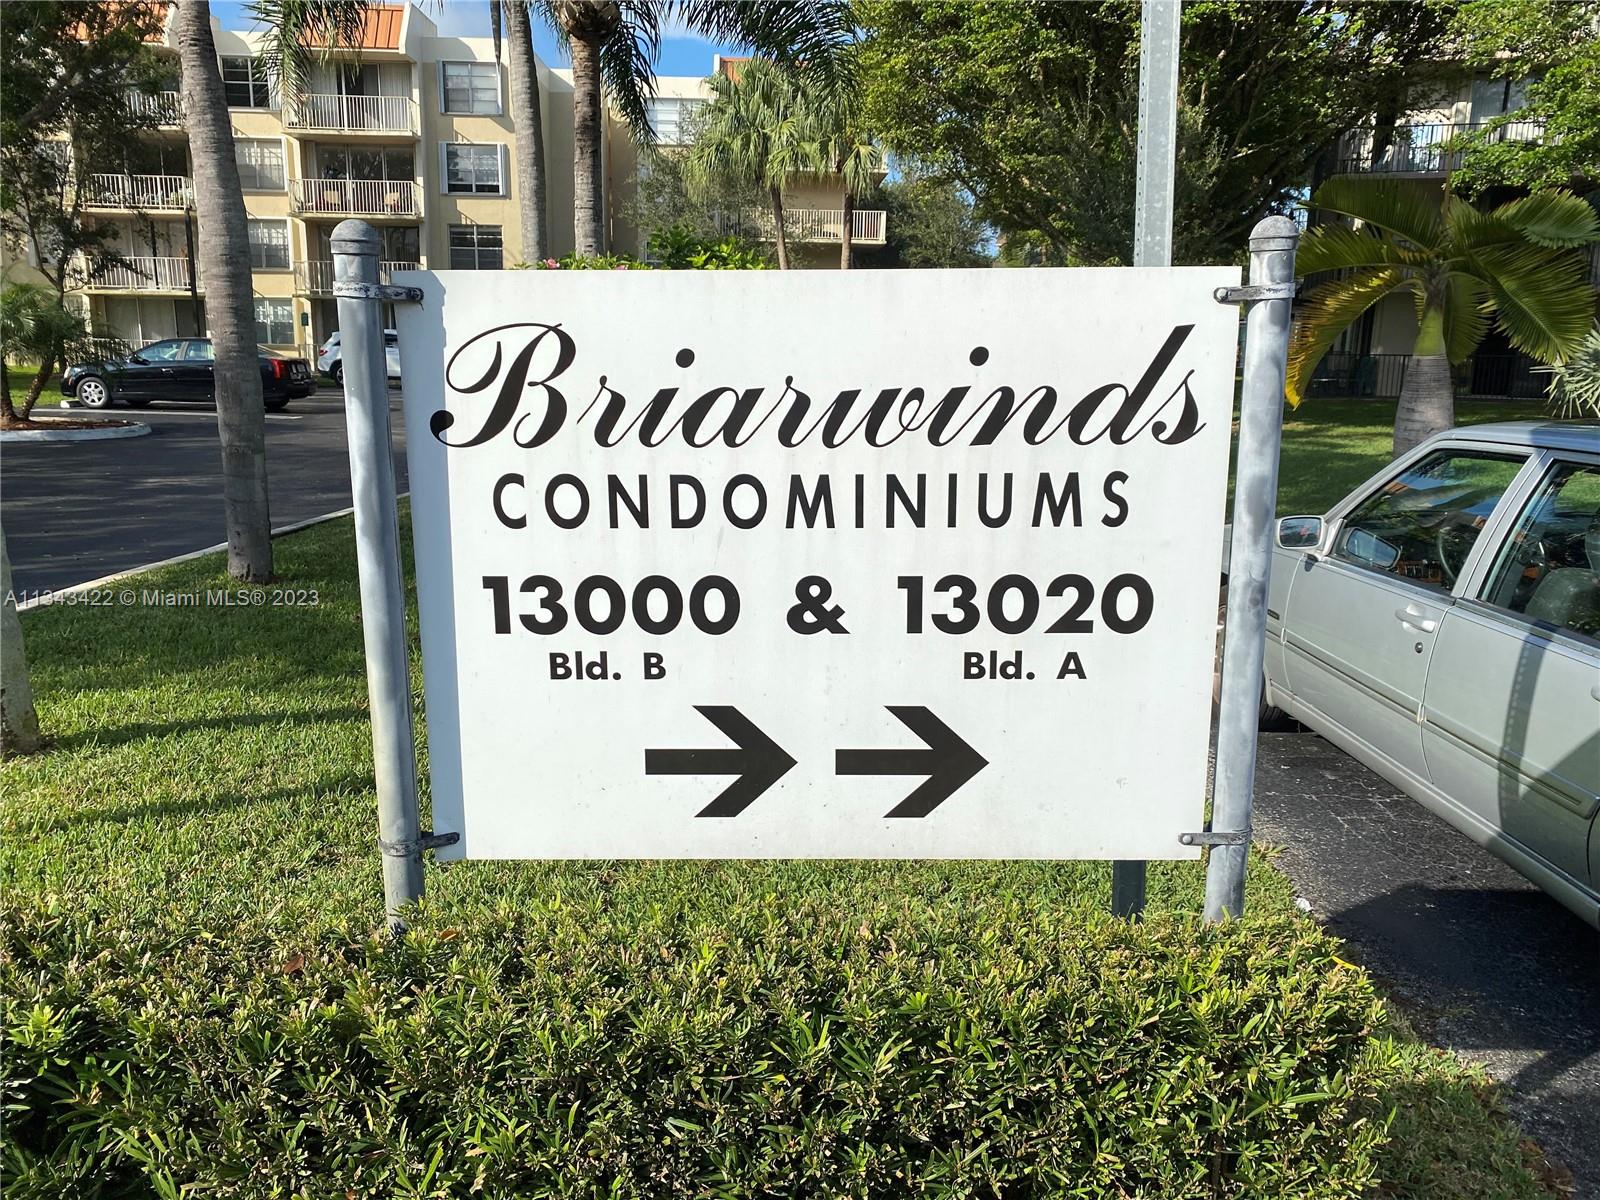 Briarwinds
CONDOMINIUMS
13000 & 13020
Bld. B Bld. A
A11343422 © Miami MLS® 2023